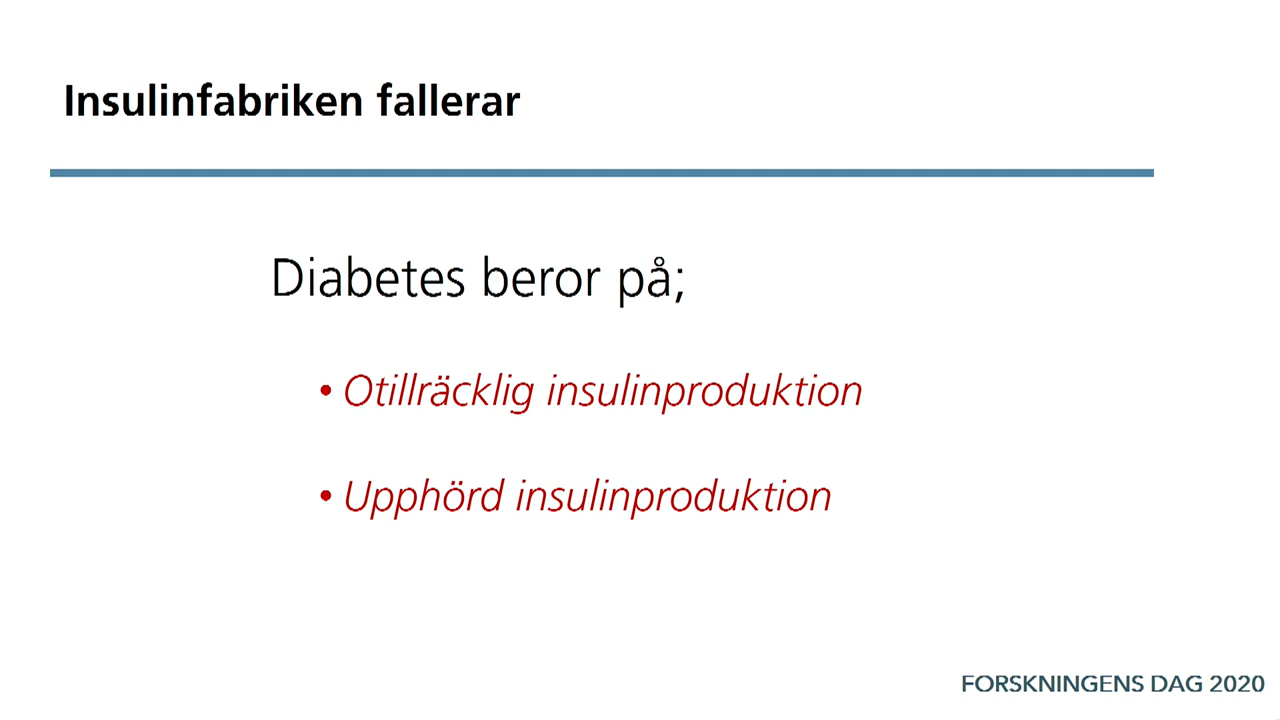 Insulinfabriken fallerar
Diabetes beror på;
• Otillräcklig insulinproduktion
• Upphörd insulinproduktion
FORSKNINGENS DAG 2020